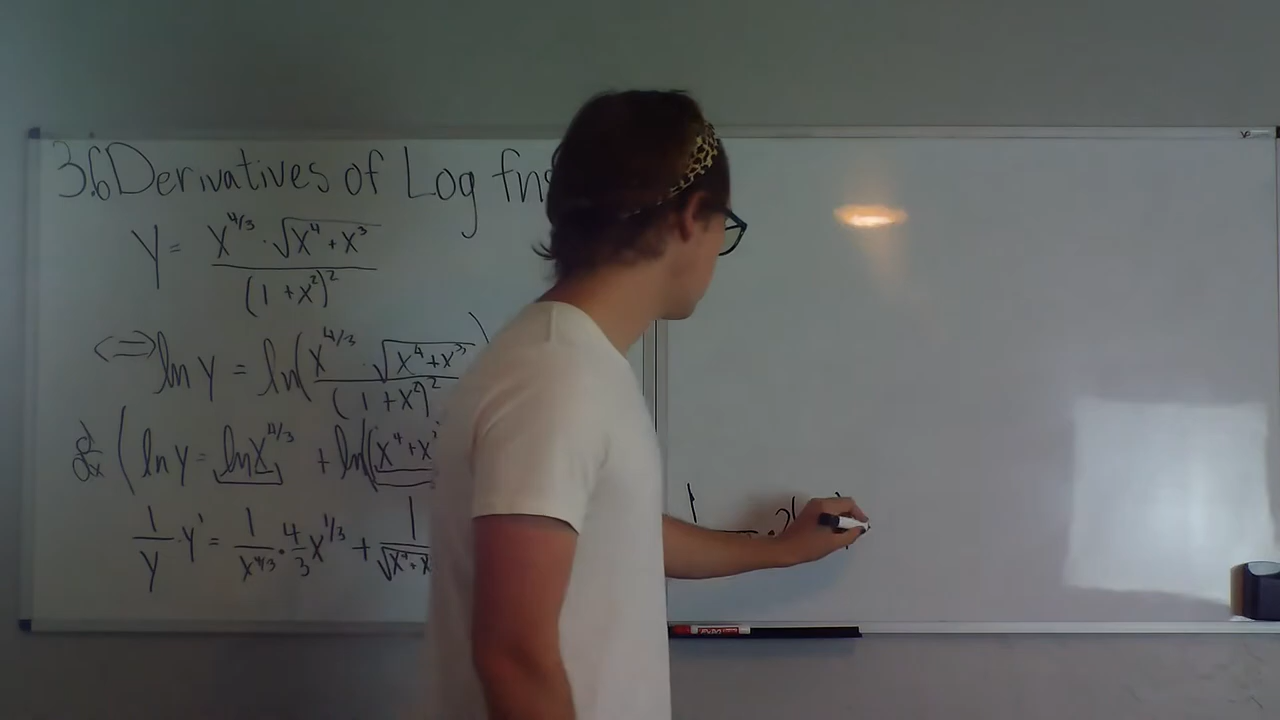 3.6 Derivatives of Log fns
y = x^{4/3} · √(x⁴ + x³) / (1 + x²)²
⟺ ln y = ln(x^{4/3} · √(x⁴ + x³) / (1 + x²)²)
d/dx ( ln y = ln x^{4/3} + ln(x⁴ + x
1/y · y' = 1/x^{4/3} · 4/3 x^{1/3} + 1/√(x⁴ + x